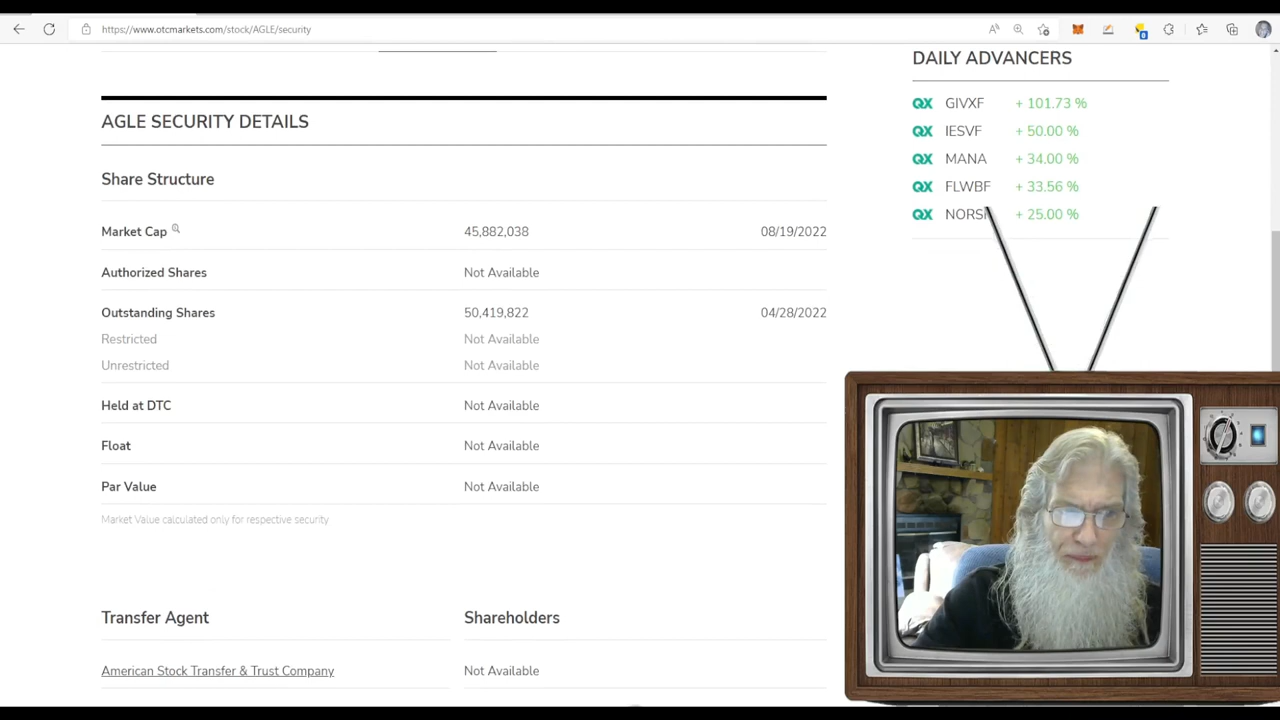 https://www.otcmarkets.com/stock/AGLE/security
AGLE SECURITY DETAILS
Share Structure
Market Cap 45,882,038 08/19/2022
Authorized Shares Not Available
Outstanding Shares 50,419,822 04/28/2022
Restricted Not Available
Unrestricted Not Available
Held at DTC Not Available
Float Not Available
Par Value Not Available
Market Value calculated only for respective security
Transfer Agent Shareholders
American Stock Transfer & Trust Company Not Available
DAILY ADVANCERS
QX GIVXF + 101.73 %
QX IESVF + 50.00 %
QX MANA + 34.00 %
QX FLWBF + 33.56 %
QX + 25.00 %